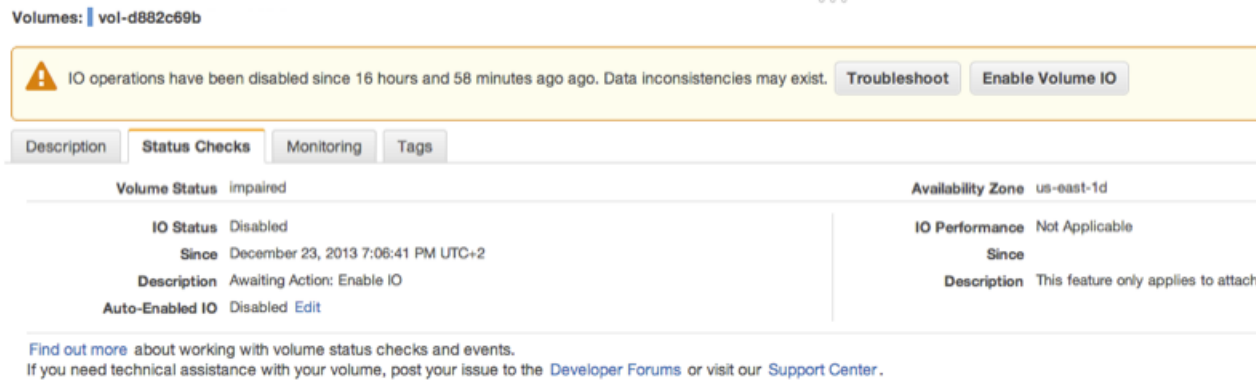 Volumes: vol-d882c69b
IO operations have been disabled since 16 hours and 58 minutes ago ago. Data inconsistencies may exist. Troubleshoot Enable Volume IO
Description Status Checks Monitoring Tags
Volume Status impaired Availability Zone us-east-1d
IO Status Disabled IO Performance Not Applicable
Since December 23, 2013 7:06:41 PM UTC+2 Since
Description Awaiting Action: Enable IO Description This feature only applies to attach
Auto-Enabled IO Disabled Edit
Find out more about working with volume status checks and events.
If you need technical assistance with your volume, post your issue to the Developer Forums or visit our Support Center.